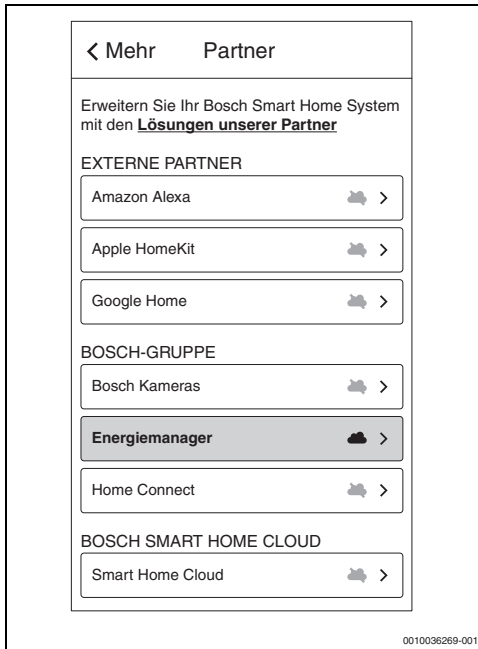 Mehr Partner
Erweitern Sie Ihr Bosch Smart Home System
mit den Lösungen unserer Partner
EXTERNE PARTNER
Amazon Alexa
Apple HomeKit
Google Home
BOSCH-GRUPPE
Bosch Kameras
Energiemanager
Home Connect
BOSCH SMART HOME CLOUD
Smart Home Cloud
0010036269-001